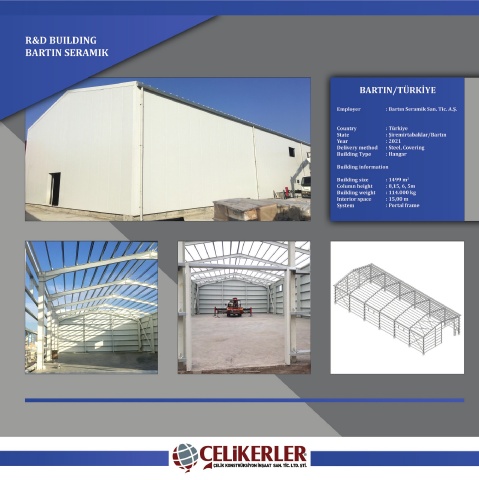 R&D BUILDING
BARTIN SERAMIK
BARTIN/TÜRKİYE
Employer : Bartın Seramik San. Tic. A.Ş.
Country : Türkiye
State : Şiremirtabaklar/Bartın
Year : 2021
Delivery method : Steel, Covering
Building Type : Hangar
Building information
Building size : 1499 m²
Column height : 8,15, 6, 5m
Building weight : 114.000 kg
Interior space : 15,00 m
System : Portal frame
ÇELİKERLER
ÇELİK KONSTRÜKSİYON İNŞAAT SAN. TİC. LTD. ŞTİ.